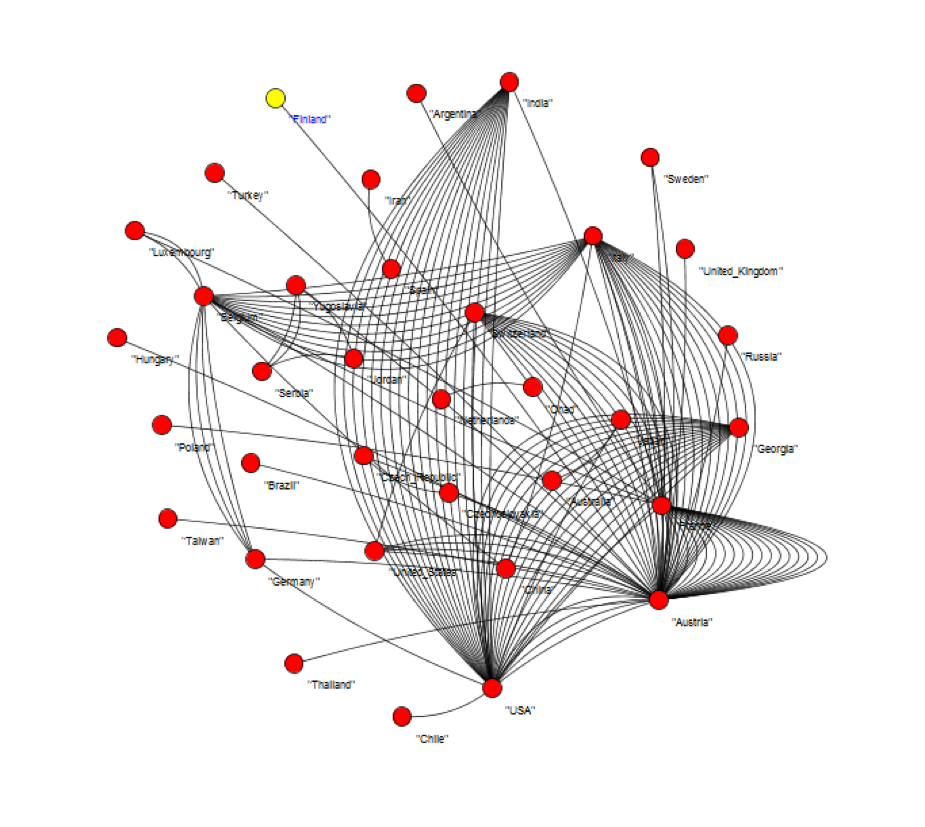 "India"
"Argentina"
"Finland"
"Sweden"
"Turkey"
"Iran"
"Luxembourg"
"Italy"
"United_Kingdom"
"Spain"
"Yugoslavia"
"Belgium"
"Switzerland"
"Hungary"
"Russia"
"Jordan"
"Serbia"
"Chad"
"Netherlands"
"Japan"
"Poland"
"Georgia"
"Czech_Republic"
"Brazil"
"Australia"
"Czechoslovakia"
"France"
"Taiwan"
"United_States"
"Germany"
"China"
"Austria"
"Thailand"
"USA"
"Chile"